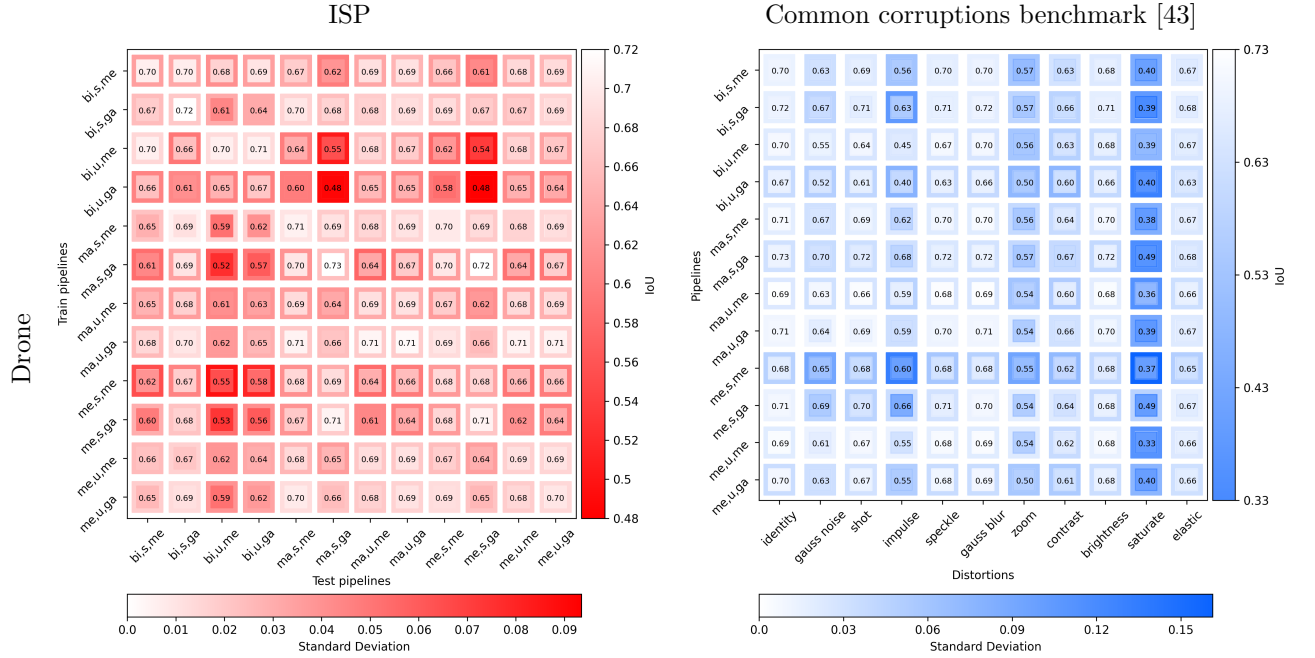 ISP
Common corruptions benchmark [43]
Drone
Train pipelines
bi,s,me 0.70 0.70 0.68 0.69 0.67 0.62 0.69 0.69 0.66 0.61 0.68 0.69
bi,s,ga 0.67 0.72 0.61 0.64 0.70 0.68 0.68 0.69 0.69 0.67 0.67 0.69
bi,u,me 0.70 0.66 0.70 0.71 0.64 0.55 0.68 0.67 0.62 0.54 0.68 0.67
bi,u,ga 0.66 0.61 0.65 0.67 0.60 0.48 0.65 0.65 0.58 0.48 0.65 0.64
ma,s,me 0.65 0.69 0.59 0.62 0.71 0.69 0.68 0.69 0.70 0.69 0.68 0.69
ma,s,ga 0.61 0.69 0.52 0.57 0.70 0.73 0.64 0.67 0.70 0.72 0.64 0.67
ma,u,me 0.65 0.68 0.61 0.63 0.69 0.64 0.69 0.69 0.67 0.62 0.68 0.69
ma,u,ga 0.68 0.70 0.62 0.65 0.71 0.66 0.71 0.71 0.69 0.66 0.71 0.71
me,s,me 0.62 0.67 0.55 0.58 0.68 0.69 0.64 0.66 0.68 0.68 0.66 0.66
me,s,ga 0.60 0.68 0.53 0.56 0.67 0.71 0.61 0.64 0.68 0.71 0.62 0.64
me,u,me 0.66 0.67 0.62 0.64 0.68 0.65 0.69 0.69 0.67 0.64 0.69 0.69
me,u,ga 0.65 0.69 0.59 0.62 0.70 0.66 0.68 0.69 0.69 0.65 0.68 0.70
bi,s,me bi,s,ga bi,u,me bi,u,ga ma,s,me ma,s,ga ma,u,me ma,u,ga me,s,me me,s,ga me,u,me me,u,ga
Test pipelines
0.72
0.7
0.68
0.66
0.64
0.62
0.6
0.58
0.56
0.54
0.52
0.5
0.48
IoU
0.0 0.01 0.02 0.03 0.04 0.05 0.06 0.07 0.08 0.09
Standard Deviation
Pipelines
bi,s,me 0.70 0.63 0.69 0.56 0.70 0.70 0.57 0.63 0.68 0.40 0.67
bi,s,ga 0.72 0.67 0.71 0.63 0.71 0.72 0.57 0.66 0.71 0.39 0.68
bi,u,me 0.70 0.55 0.64 0.45 0.67 0.70 0.56 0.63 0.68 0.39 0.67
bi,u,ga 0.67 0.52 0.61 0.40 0.63 0.66 0.50 0.60 0.66 0.40 0.63
ma,s,me 0.71 0.67 0.69 0.62 0.70 0.70 0.56 0.64 0.70 0.38 0.67
ma,s,ga 0.73 0.70 0.72 0.68 0.72 0.72 0.57 0.67 0.72 0.49 0.68
ma,u,me 0.69 0.63 0.66 0.59 0.68 0.69 0.54 0.60 0.68 0.36 0.66
ma,u,ga 0.71 0.64 0.69 0.59 0.70 0.71 0.54 0.66 0.70 0.39 0.67
me,s,me 0.68 0.65 0.68 0.60 0.68 0.68 0.55 0.62 0.68 0.37 0.65
me,s,ga 0.71 0.69 0.70 0.66 0.71 0.70 0.54 0.64 0.68 0.49 0.67
me,u,me 0.69 0.61 0.67 0.55 0.68 0.69 0.54 0.62 0.68 0.33 0.66
me,u,ga 0.70 0.63 0.67 0.55 0.68 0.69 0.50 0.61 0.68 0.40 0.66
identity gauss noise shot impulse speckle gauss blur zoom contrast brightness saturate elastic
Distortions
0.73
0.63
0.53
0.43
0.33
IoU
0.0 0.03 0.06 0.09 0.12 0.15
Standard Deviation